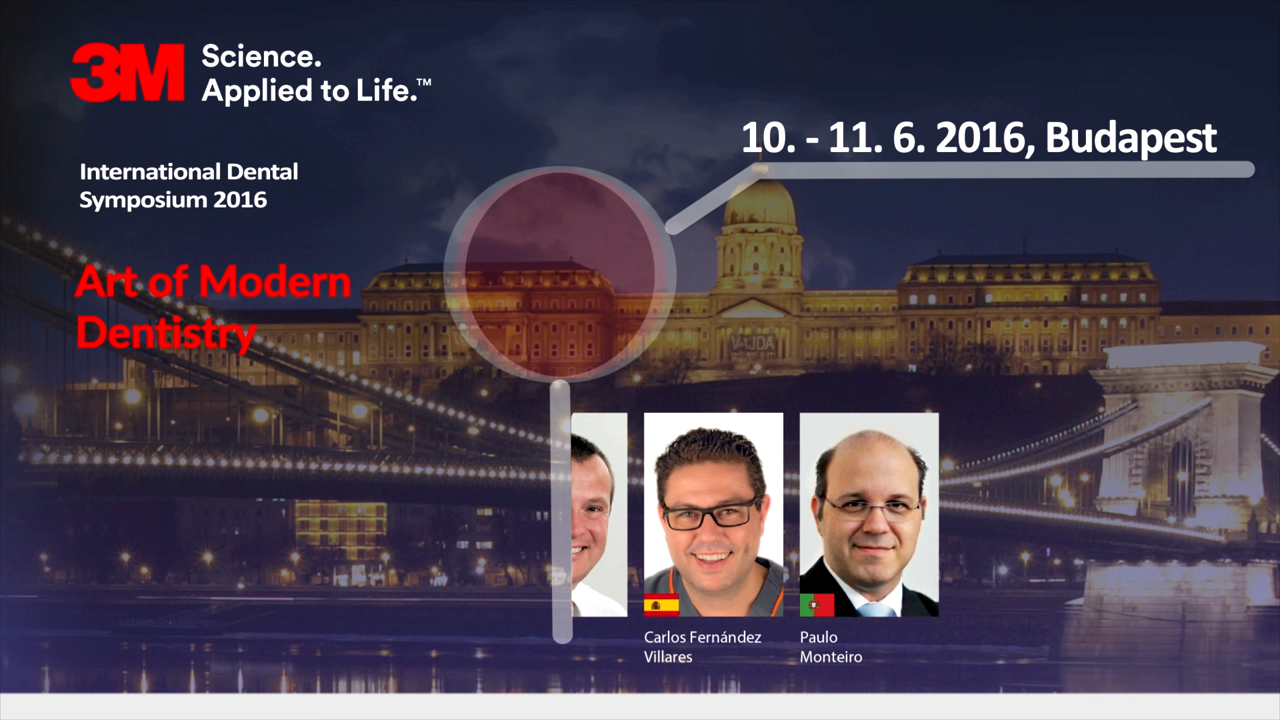 3M Science.
Applied to Life.™
10. - 11. 6. 2016, Budapest
International Dental
Symposium 2016
Art of Modern
Dentistry
Carlos Fernández
Villares
Paulo
Monteiro